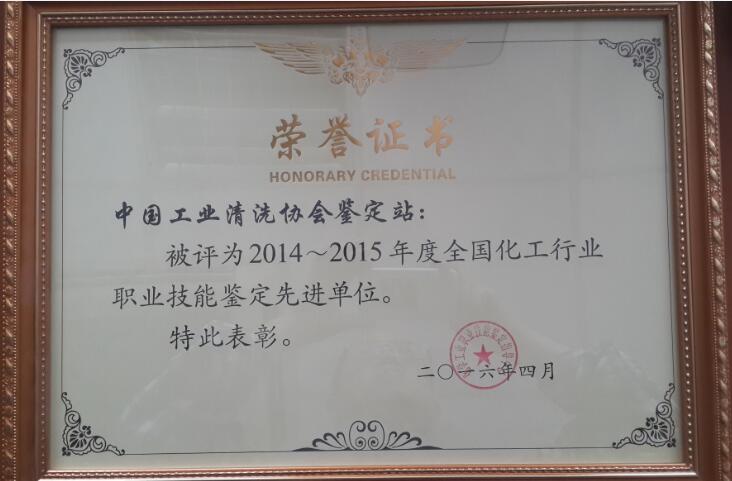 荣誉证书
HONORARY CREDENTIAL
中国工业清洗协会鉴定站：
被评为2014～2015年度全国化工行业
职业技能鉴定先进单位。
特此表彰。
二〇一六年四月